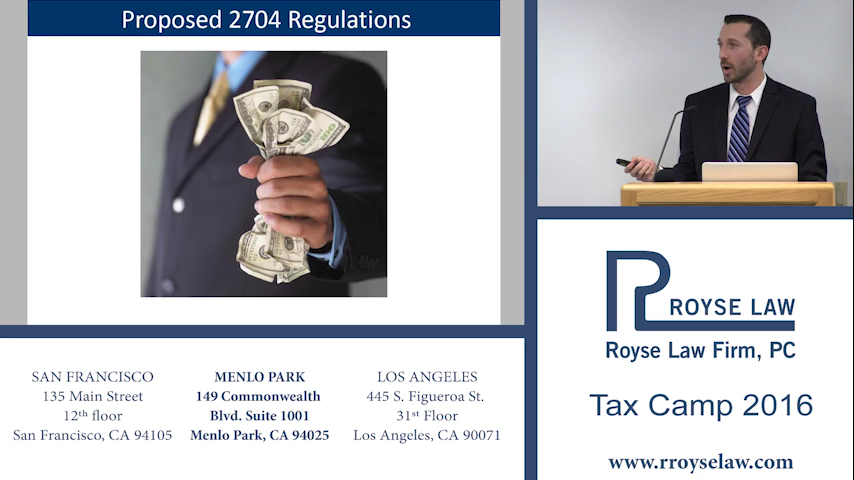 Proposed 2704 Regulations
ROYSE LAW
Royse Law Firm, PC
Tax Camp 2016
www.rroyselaw.com
SAN FRANCISCO
135 Main Street
12th floor
San Francisco, CA 94105
MENLO PARK
149 Commonwealth
Blvd. Suite 1001
Menlo Park, CA 94025
LOS ANGELES
445 S. Figueroa St.
31st Floor
Los Angeles, CA 90071